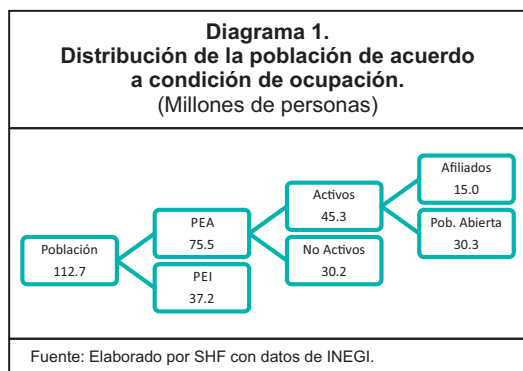 Diagrama 1.
Distribución de la población de acuerdo
a condición de ocupación.
(Millones de personas)
Población
112.7
PEA
75.5
PEI
37.2
Activos
45.3
No Activos
30.2
Afiliados
15.0
Pob. Abierta
30.3
Fuente: Elaborado por SHF con datos de INEGI.